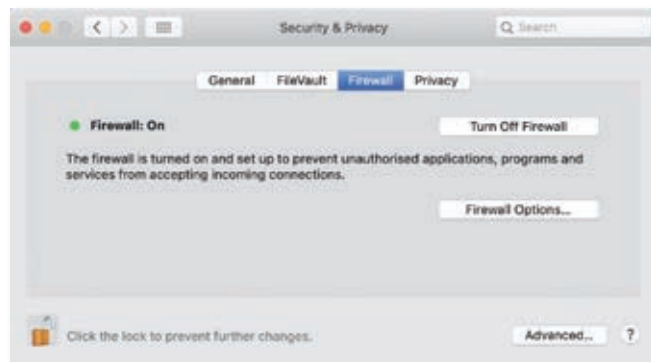 Security & Privacy
Search
General FileVault Firewall Privacy
Firewall: On
Turn Off Firewall
The firewall is turned on and set up to prevent unauthorised applications, programs and
services from accepting incoming connections.
Firewall Options...
Click the lock to prevent further changes.
Advanced...
?